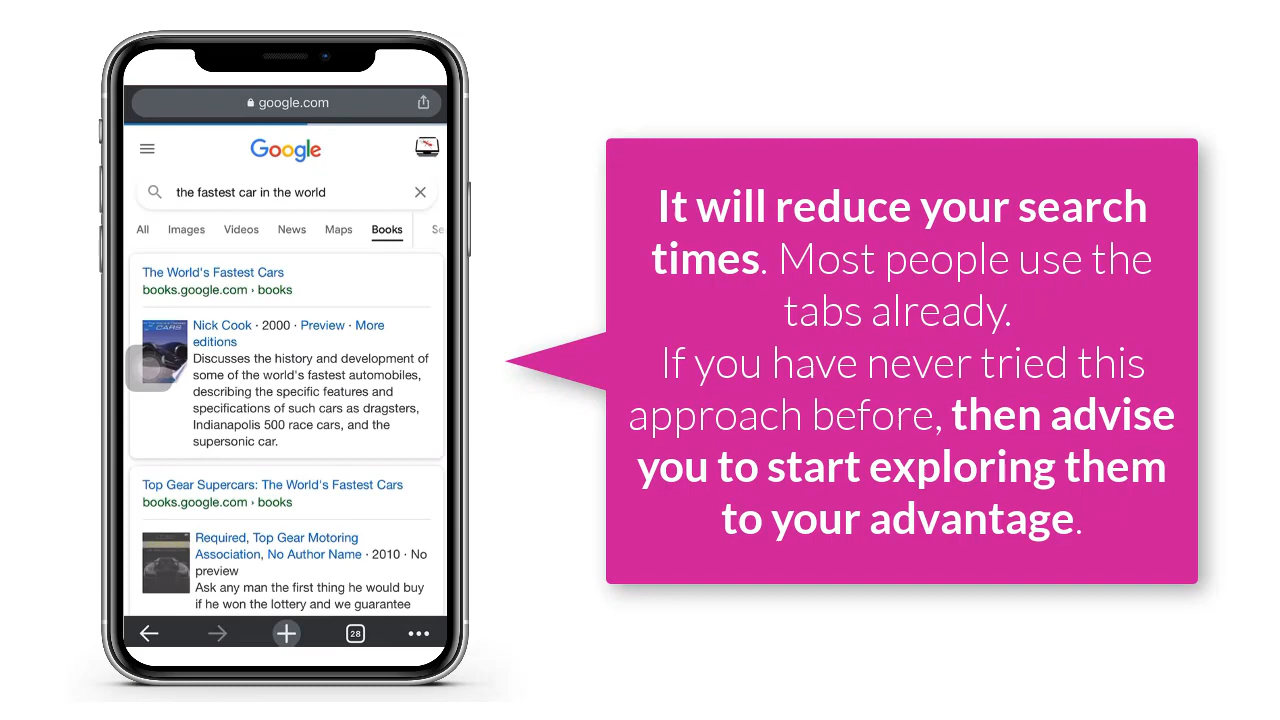 google.com
Google
the fastest car in the world
All Images Videos News Maps Books Se
The World's Fastest Cars
books.google.com › books
CARS
Nick Cook · 2000 · Preview · More
editions
Discusses the history and development of
some of the world's fastest automobiles,
describing the specific features and
specifications of such cars as dragsters,
Indianapolis 500 race cars, and the
supersonic car.
Top Gear Supercars: The World's Fastest Cars
books.google.com › books
Required, Top Gear Motoring
Association, No Author Name · 2010 · No
preview
Ask any man the first thing he would buy
if he won the lottery and we guarantee
28
It will reduce your search
times. Most people use the
tabs already.
If you have never tried this
approach before, then advise
you to start exploring them
to your advantage.